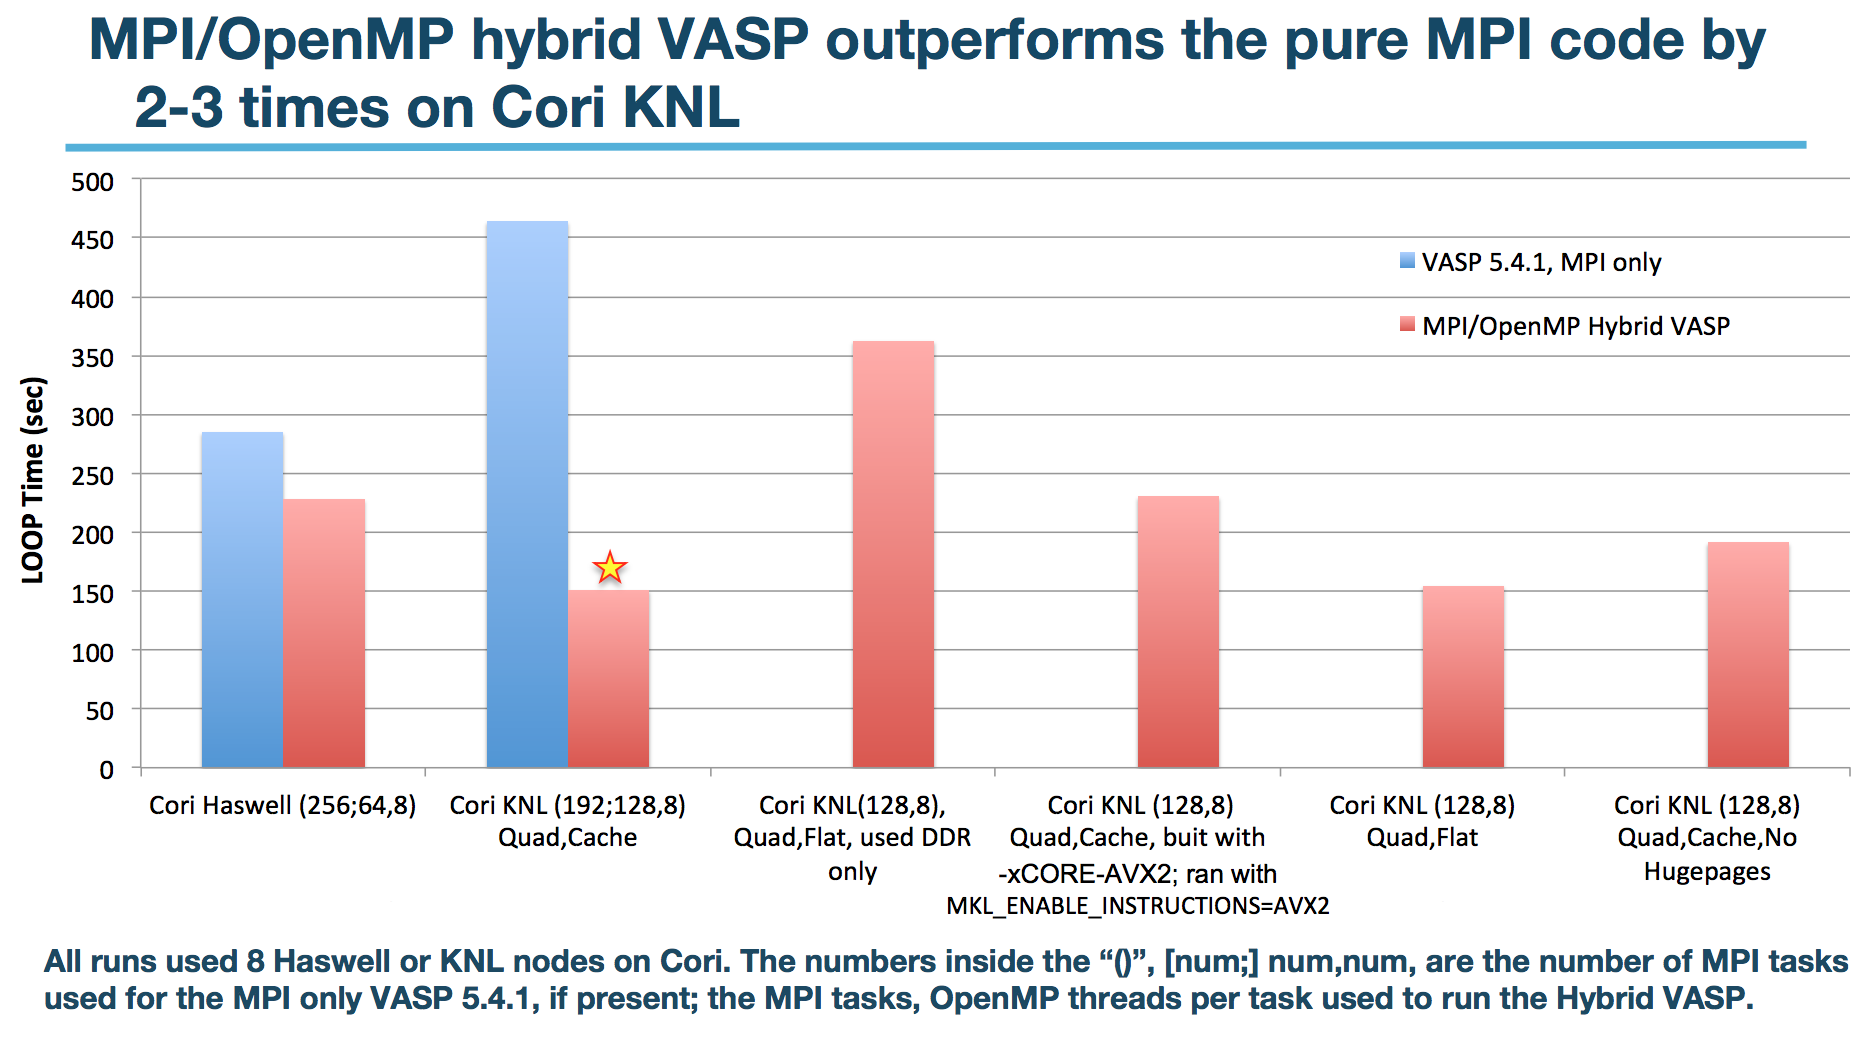 MPI/OpenMP hybrid VASP outperforms the pure MPI code by
2-3 times on Cori KNL
500
450
400
350
300
250
200
150
100
50
0
LOOP Time (sec)
VASP 5.4.1, MPI only
MPI/OpenMP Hybrid VASP
Cori Haswell (256;64,8)
Cori KNL (192;128,8)
Quad,Cache
Cori KNL(128,8),
Quad,Flat, used DDR
only
Cori KNL (128,8)
Quad,Cache, buit with
-xCORE-AVX2; ran with
MKL_ENABLE_INSTRUCTIONS=AVX2
Cori KNL (128,8)
Quad,Flat
Cori KNL (128,8)
Quad,Cache,No
Hugepages
All runs used 8 Haswell or KNL nodes on Cori. The numbers inside the “()”, [num;] num,num, are the number of MPI tasks
used for the MPI only VASP 5.4.1, if present; the MPI tasks, OpenMP threads per task used to run the Hybrid VASP.